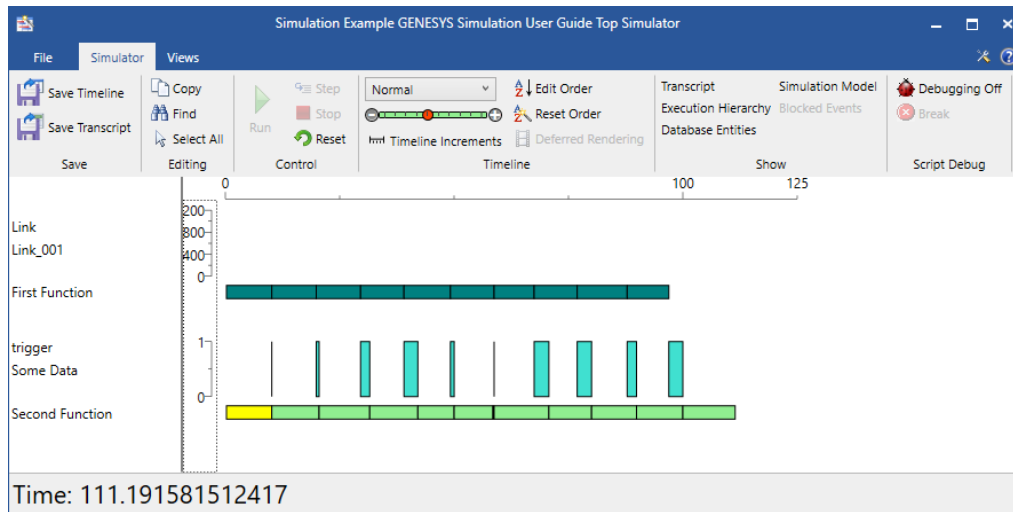 Simulation Example GENESYS Simulation User Guide Top Simulator
File Simulator Views
Save Timeline Copy Step Normal Edit Order Transcript Simulation Model Debugging Off
Find Stop Reset Order Execution Hierarchy Blocked Events Break
Save Transcript Select All Run Reset Timeline Increments Deferred Rendering Database Entities
Save Editing Control Timeline Show Script Debug
0 100 125
200
Link 800
Link_001 400
0
First Function
trigger 1
Some Data
0
Second Function
Time: 111.191581512417